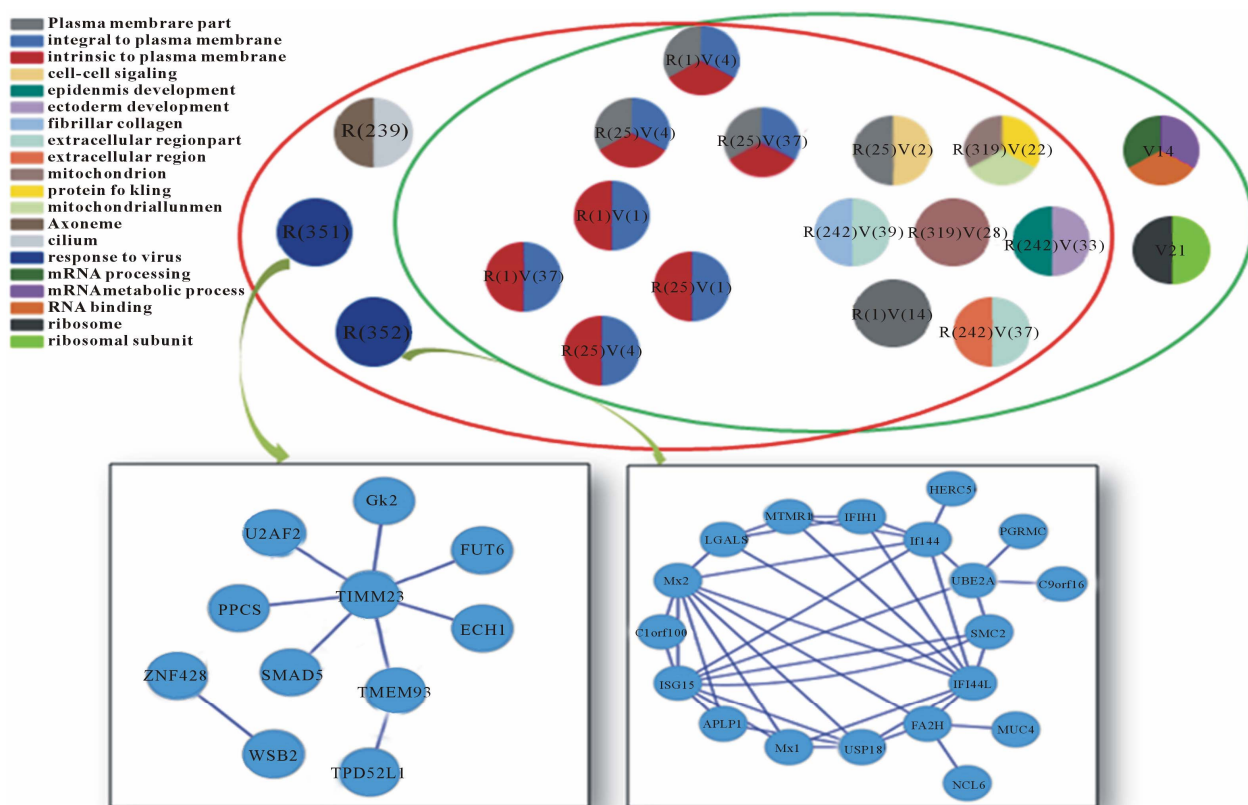 Plasma membrare part
integral to plasma membrane
intrinsic to plasma membrane
cell-cell sigaling
epidenmis development
ectoderm development
fibrillar collagen
extracellular regionpart
extracellular region
mitochondrion
protein fo kling
mitochondriallunmen
Axoneme
cilium
response to virus
mRNA processing
mRNAmetabolic process
RNA binding
ribosome
ribosomal subunit
R(239)
R(351)
R(352)
R(1)V(4)
R(25)V(4)
R(25)V(37)
R(1)V(1)
R(1)V(37)
R(25)V(1)
R(25)V(4)
R(25)V(2)
R(319)V(22)
R(242)V(39)
R(319)V(28)
R(242)V(33)
R(1)V(14)
R(242)V(37)
V14
V21
Gk2
U2AF2
FUT6
TIMM23
PPCS
ECH1
ZNF428
SMAD5
TMEM93
WSB2
TPD52L1
HERC5
MTMR1
IFIH1
LGALS
If144
PGRMC
Mx2
UBE2A
C9orf16
C1orf100
SMC2
ISG15
IFI44L
APLP1
FA2H
MUC4
Mx1
USP18
NCL6